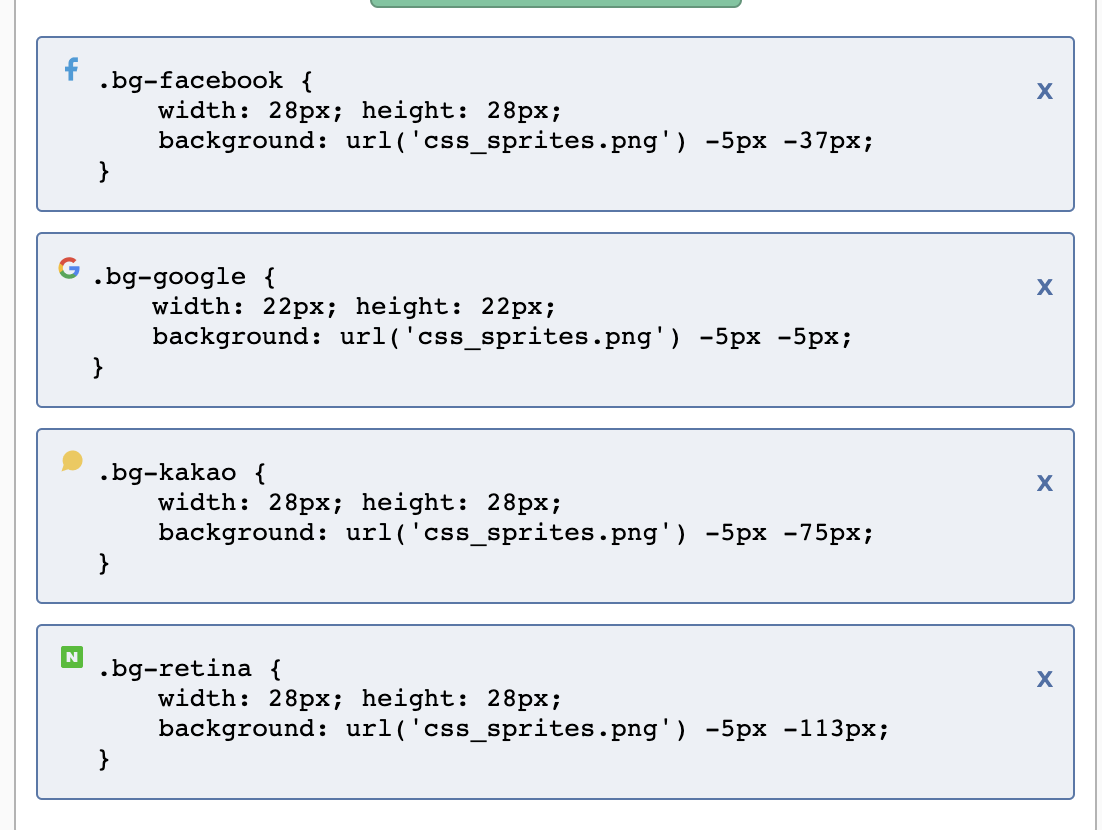 .bg-facebook {
    width: 28px; height: 28px;
    background: url('css_sprites.png') -5px -37px;
}
X
.bg-google {
    width: 22px; height: 22px;
    background: url('css_sprites.png') -5px -5px;
}
X
.bg-kakao {
    width: 28px; height: 28px;
    background: url('css_sprites.png') -5px -75px;
}
X
N
.bg-retina {
    width: 28px; height: 28px;
    background: url('css_sprites.png') -5px -113px;
}
X